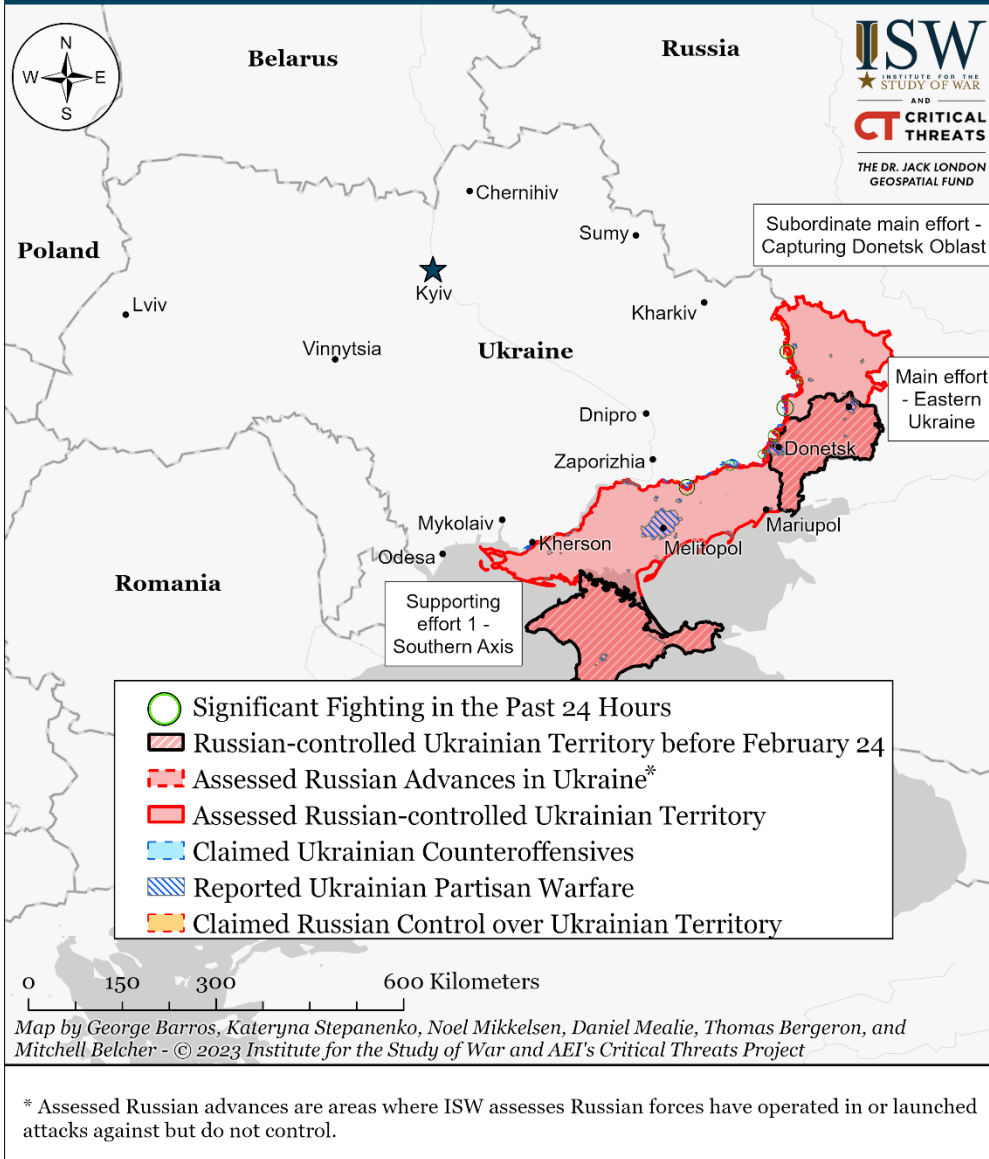 N
W
E
S
Belarus
Russia
ISW
INSTITUTE FOR THE
STUDY OF WAR
AND
CT CRITICAL
THREATS
THE DR. JACK LONDON
GEOSPATIAL FUND
Chernihiv
Sumy
Subordinate main effort -
Capturing Donetsk Oblast
Poland
Kyiv
Lviv
Kharkiv
Vinnytsia
Ukraine
Main effort
- Eastern
Ukraine
Dnipro
Donetsk
Zaporizhia
Mykolaiv
Mariupol
Kherson
Melitopol
Odesa
Romania
Supporting
effort 1 -
Southern Axis
Significant Fighting in the Past 24 Hours
Russian-controlled Ukrainian Territory before February 24
Assessed Russian Advances in Ukraine*
Assessed Russian-controlled Ukrainian Territory
Claimed Ukrainian Counteroffensives
Reported Ukrainian Partisan Warfare
Claimed Russian Control over Ukrainian Territory
0 150 300 600 Kilometers
Map by George Barros, Kateryna Stepanenko, Noel Mikkelsen, Daniel Mealie, Thomas Bergeron, and
Mitchell Belcher - © 2023 Institute for the Study of War and AEI's Critical Threats Project
* Assessed Russian advances are areas where ISW assesses Russian forces have operated in or launched
attacks against but do not control.